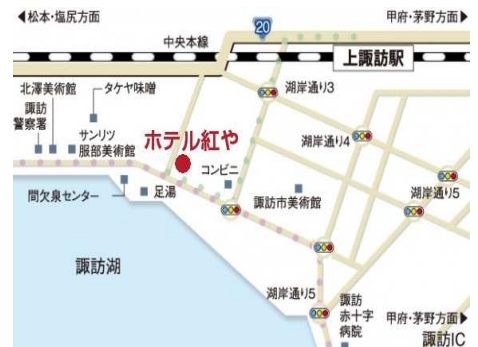 ◀松本・塩尻方面
甲府・茅野方面▶
20
中央本線
上諏訪駅
北澤美術館
タケヤ味噌
湖岸通り3
諏訪
警察署
サンリツ
服部美術館
ホテル紅や
湖岸通り4
コンビニ
湖岸通り5
間欠泉センター
足湯
諏訪市美術館
諏訪湖
湖岸通り5
諏訪
赤十字
病院
甲府・茅野方面▶
諏訪IC